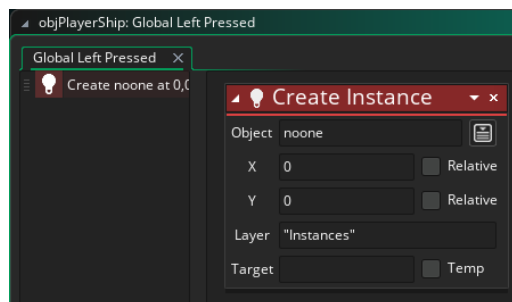 objPlayerShip: Global Left Pressed
Global Left Pressed
Create noone at 0,0
Create Instance
Object noone
X 0 Relative
Y 0 Relative
Layer "Instances"
Target Temp